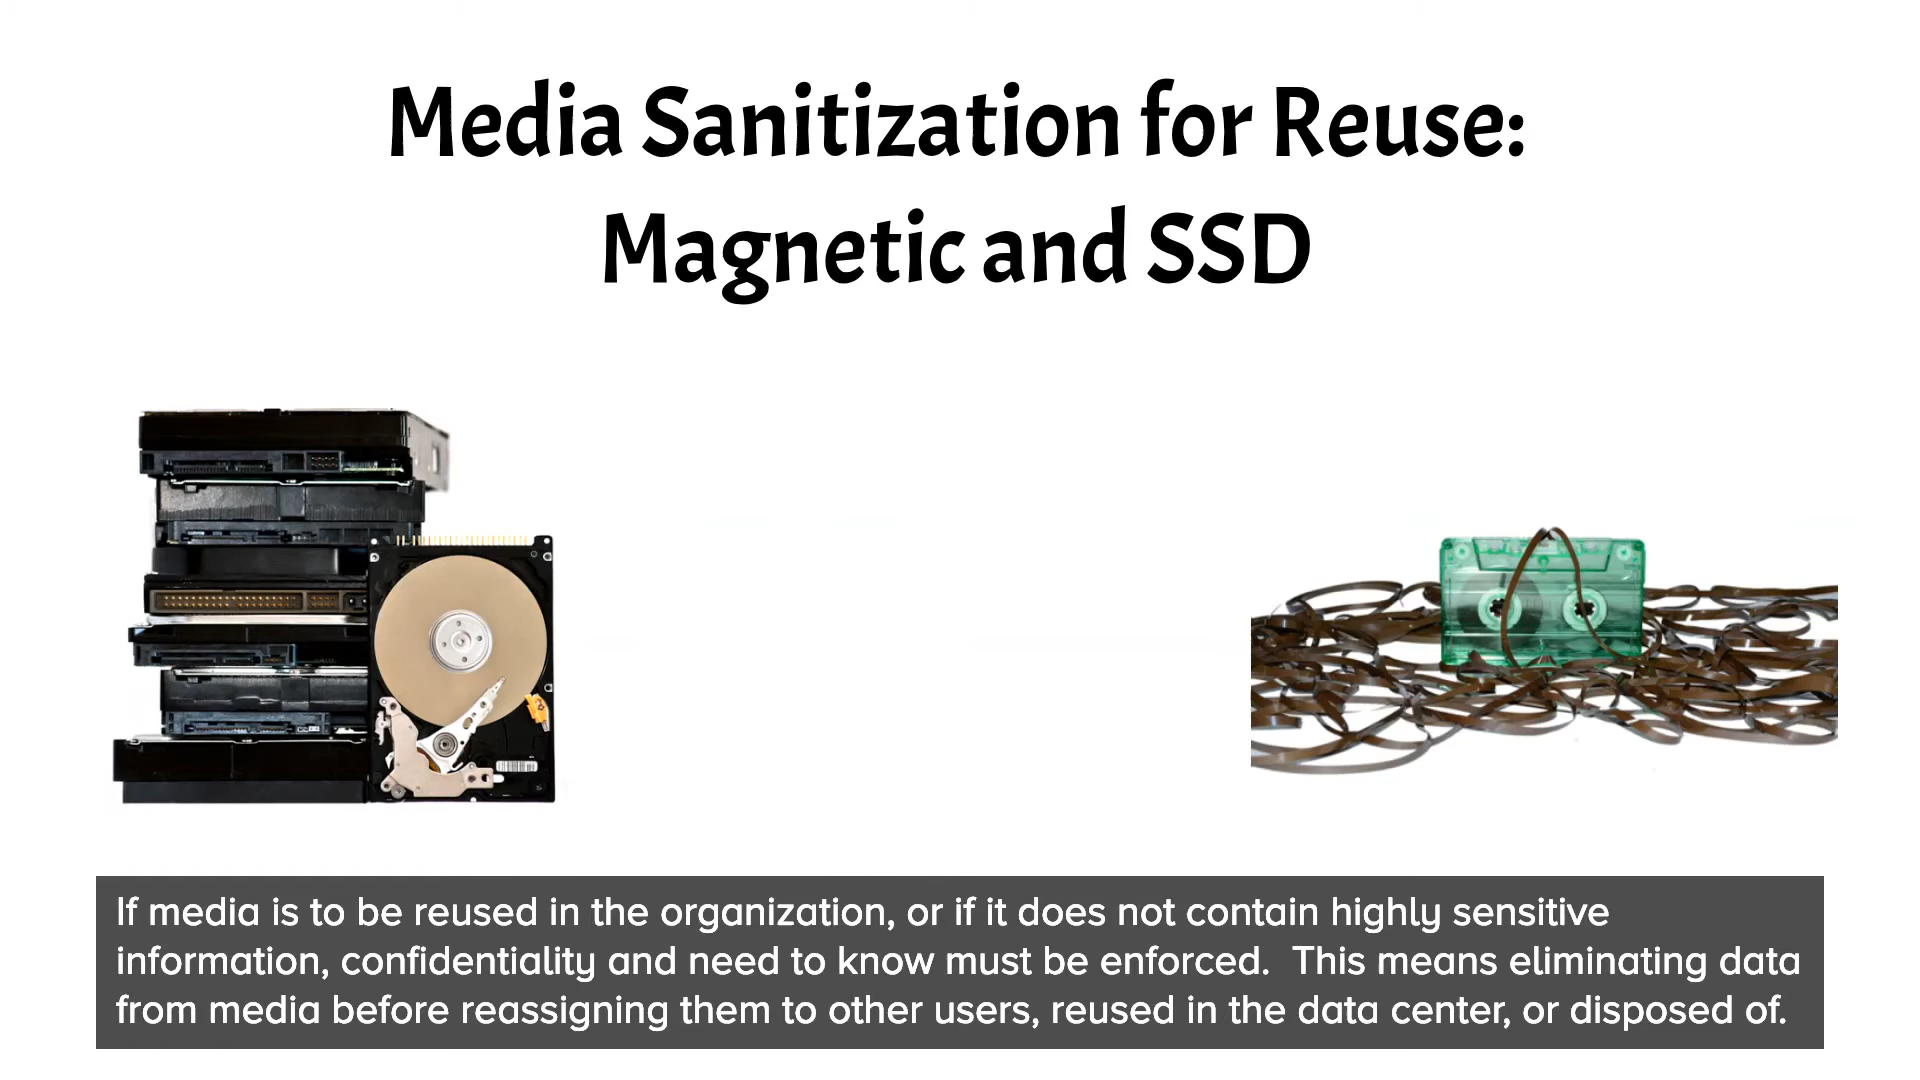 Media Sanitization for Reuse:
Magnetic and SSD
If media is to be reused in the organization, or if it does not contain highly sensitive
information, confidentiality and need to know must be enforced.  This means eliminating data
from media before reassigning them to other users, reused in the data center, or disposed of.